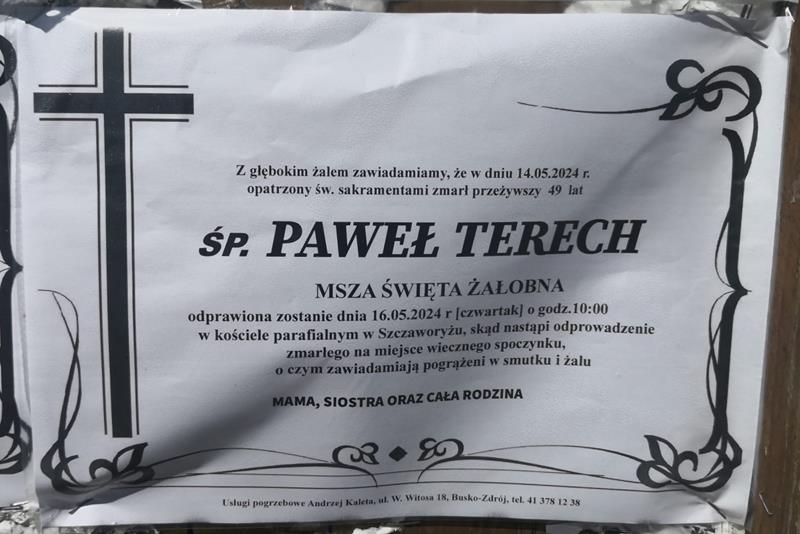 Z głębokim żalem zawiadamiamy, że w dniu 14.05.2024 r.
opatrzony św. sakramentami zmarł przeżywszy 49 lat
ŚP. PAWEŁ TERECH
MSZA ŚWIĘTA ŻAŁOBNA
odprawiona zostanie dnia 16.05.2024 r [czwartak] o godz.10:00
w kościele parafialnym w Szczaworyżu, skąd nastąpi odprowadzenie
zmarłego na miejsce wiecznego spoczynku,
o czym zawiadamiają pogrążeni w smutku i żalu
MAMA, SIOSTRA ORAZ CAŁA RODZINA
Usługi pogrzebowe Andrzej Kaleta, ul. W. Witosa 18, Busko-Zdrój, tel. 41 378 12 38